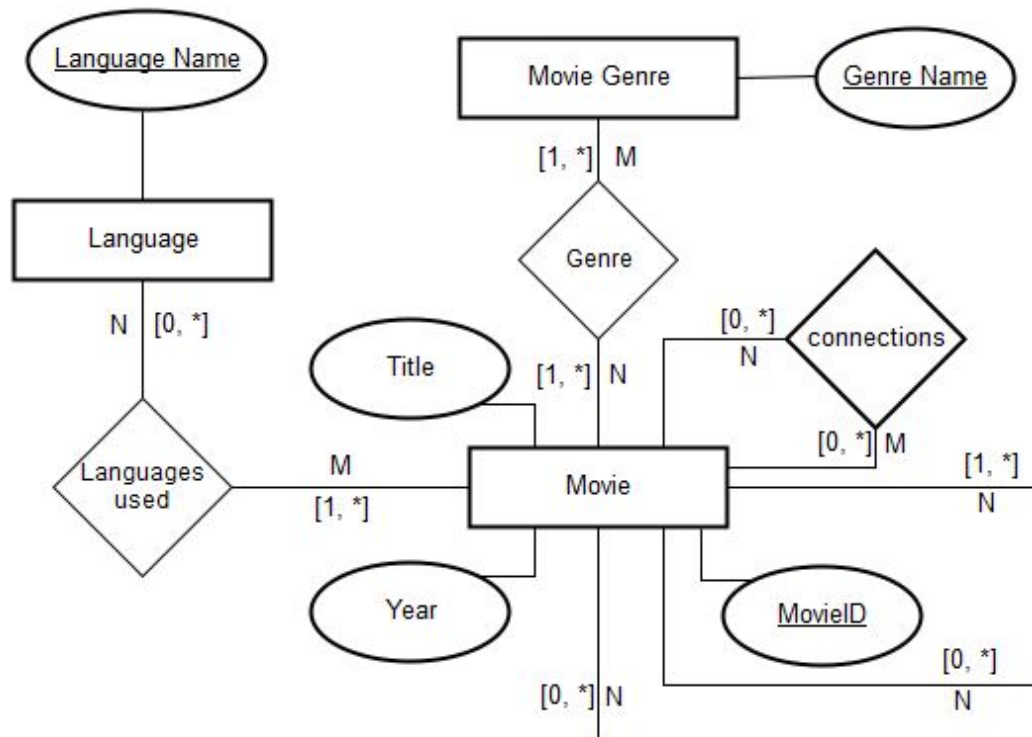 Language Name
Movie Genre
Genre Name
[1, *] M
Language
Genre
N [0, *]
[0, *]
N
connections
Title
[1, *] N
[0, *] M
Languages
used
M
[1, *]
Movie
[1, *]
N
Year
MovieID
[0, *] N
[0, *]
N